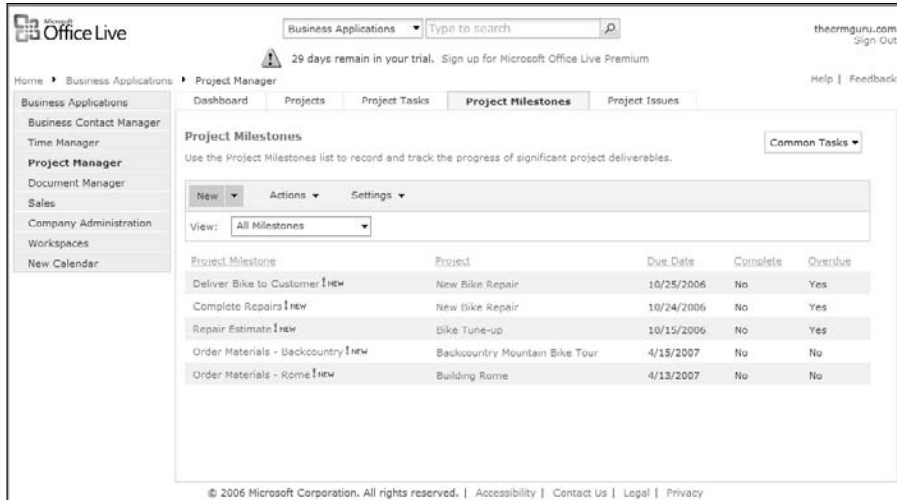 Microsoft
Office Live
Business Applications
Type to search
theormguru.com
Sign Out
29 days remain in your trial. Sign up for Microsoft Office Live Premium
Home Business Applications Project Manager
Help | Feedback
Business Applications
Business Contact Manager
Time Manager
Project Manager
Document Manager
Sales
Company Administration
Workspaces
New Calendar
Dashboard Projects Project Tasks Project Milestones Project Issues
Project Milestones
Common Tasks
Use the Project Milestones list to record and track the progress of significant project deliverables.
New Actions Settings
View: All Milestones
Project Milestone Project Due Date Complete Overdue
Deliver Bike to Customer ! NEW New Bike Repair 10/25/2006 No Yes
Complete Repairs ! NEW New Bike Repair 10/24/2006 No Yes
Repair Estimate ! NEW Bike Tune-up 10/15/2006 No Yes
Order Materials - Backcountry ! NEW Backcountry Mountain Bike Tour 4/15/2007 No No
Order Materials - Rome ! NEW Building Rome 4/13/2007 No No
© 2006 Microsoft Corporation. All rights reserved. | Accessibility | Contact Us | Legal | Privacy